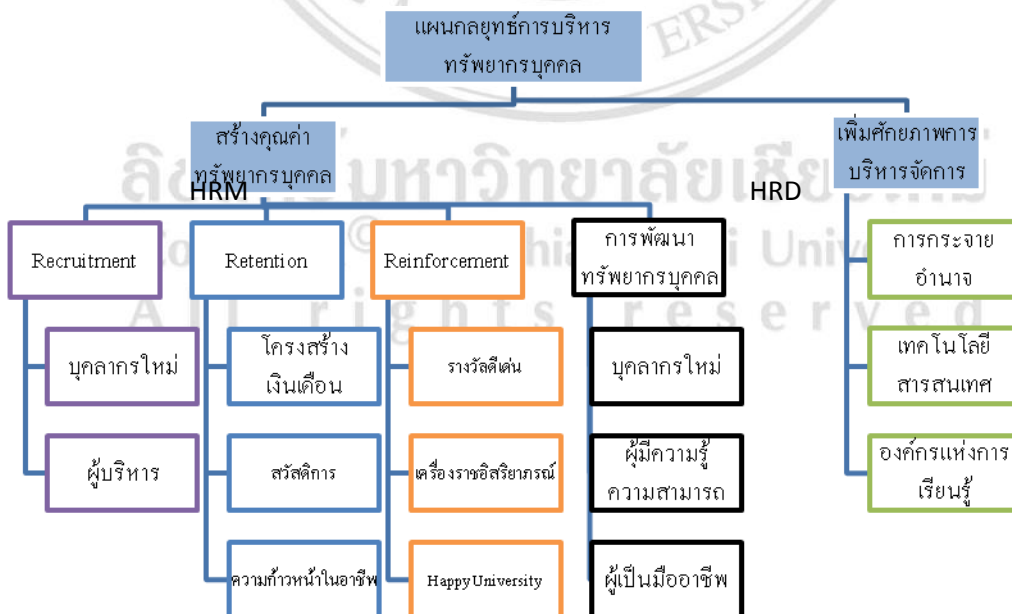 ERSI
แผนกลยุทธ์การบริหาร
ทรัพยากรบุคคล
สร้างคุณค่า
ทรัพยากรบุคคล
เพิ่มศักยภาพการ
บริหารจัดการ
HRM
HRD
Recruitment
Retention
Reinforcement
การพัฒนา
ทรัพยากรบุคคล
การกระจาย
อำนาจ
All rights reserved
บุคลากรใหม่
โครงสร้าง
เงินเดือน
รางวัลดีเด่น
บุคลากรใหม่
เทคโนโลยี
สารสนเทศ
ผู้บริหาร
สวัสดิการ
เครื่องราชอิสริยาภรณ์
ผุ้มีความรู้
ความสามารถ
องค์กรแห่งการ
เรียนรู้
ความก้าวหน้าในอาชีพ
HappyUniversity
ผู้เป็นมืออาชีพ